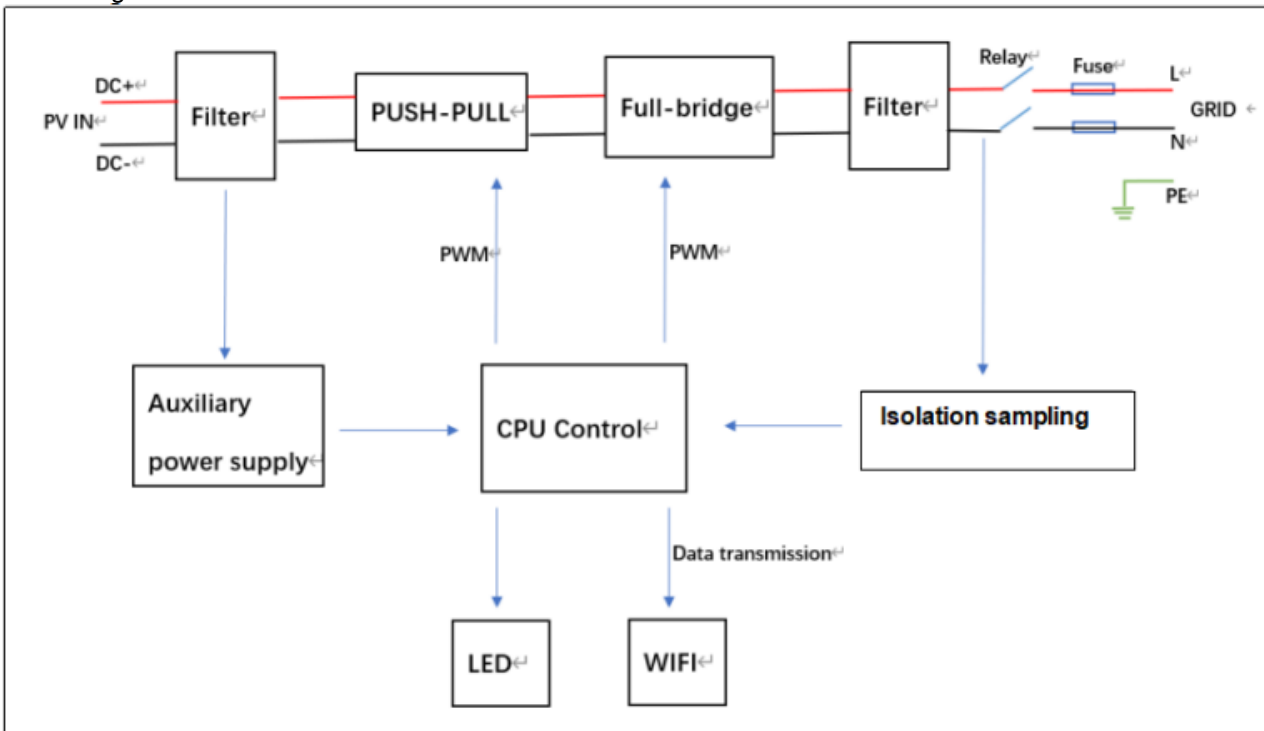 DC+
PV IN
DC-
Filter
PUSH-PULL
Full-bridge
Filter
Relay
Fuse
L
GRID
N
PE
PWM
PWM
Auxiliary
power supply
CPU Control
Isolation sampling
Data transmission
LED
WIFI